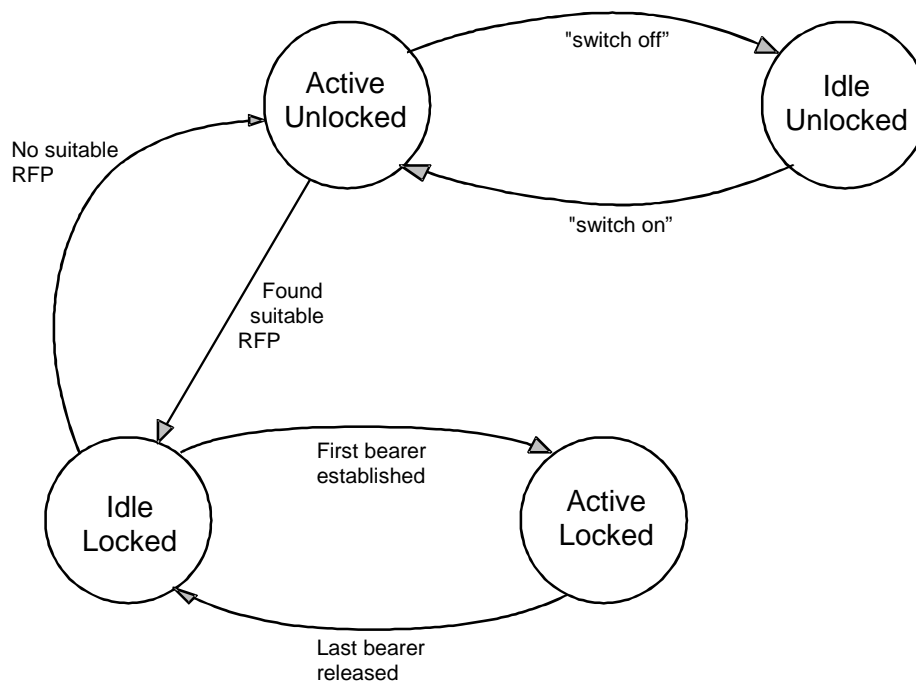 "switch off”
Active
Unlocked
Idle
Unlocked
No suitable
RFP
"switch on”
Found
suitable
RFP
First bearer
established
Idle
Locked
Active
Locked
Last bearer
released